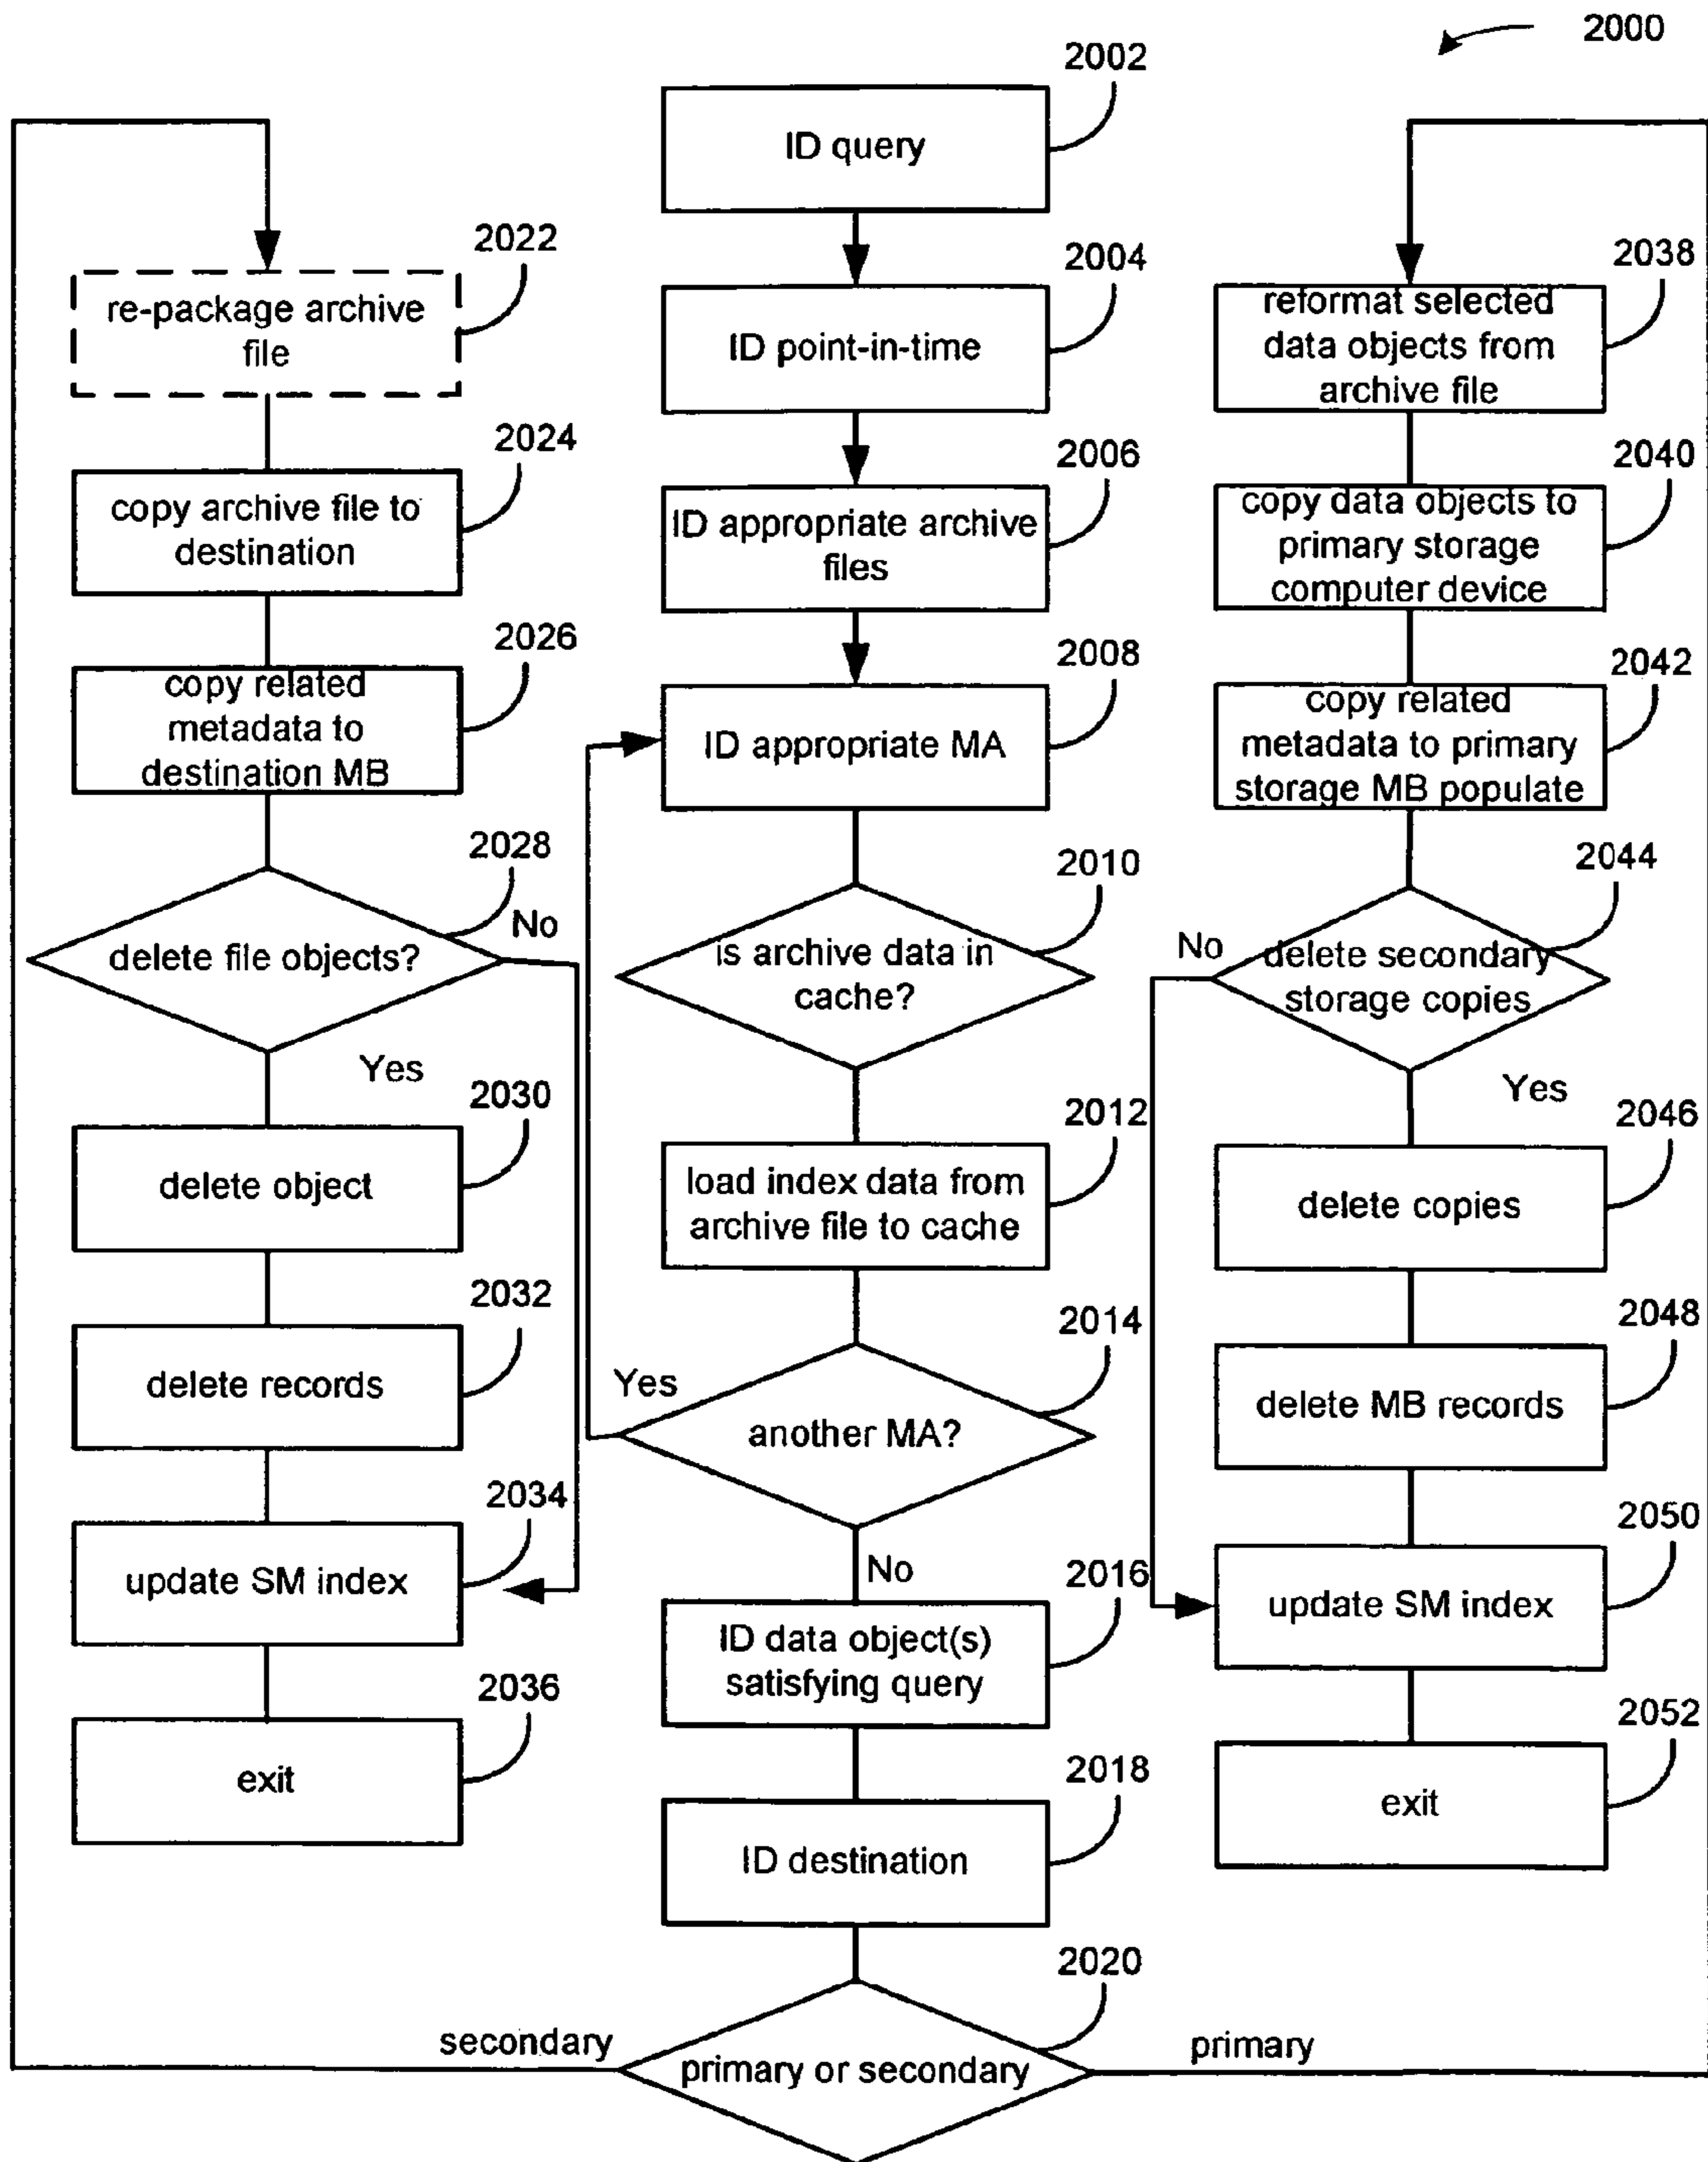 2000
2002
ID query
2004
ID point-in-time
2006
ID appropriate archive
files
2008
ID appropriate MA
2010
is archive data in
cache?
2012
load index data from
archive file to cache
2014
another MA?
Yes
No
2016
ID data object(s)
satisfying query
2018
ID destination
2020
primary or secondary
secondary
primary
2022
re-package archive
file
2024
copy archive file to
destination
2026
copy related
metadata to
destination MB
2028
delete file objects?
No
Yes
2030
delete object
2032
delete records
2034
update SM index
2036
exit
2038
reformat selected
data objects from
archive file
2040
copy data objects to
primary storage
computer device
2042
copy related
metadata to primary
storage MB populate
2044
delete secondary
storage copies
No
Yes
2046
delete copies
2048
delete MB records
2050
update SM index
2052
exit